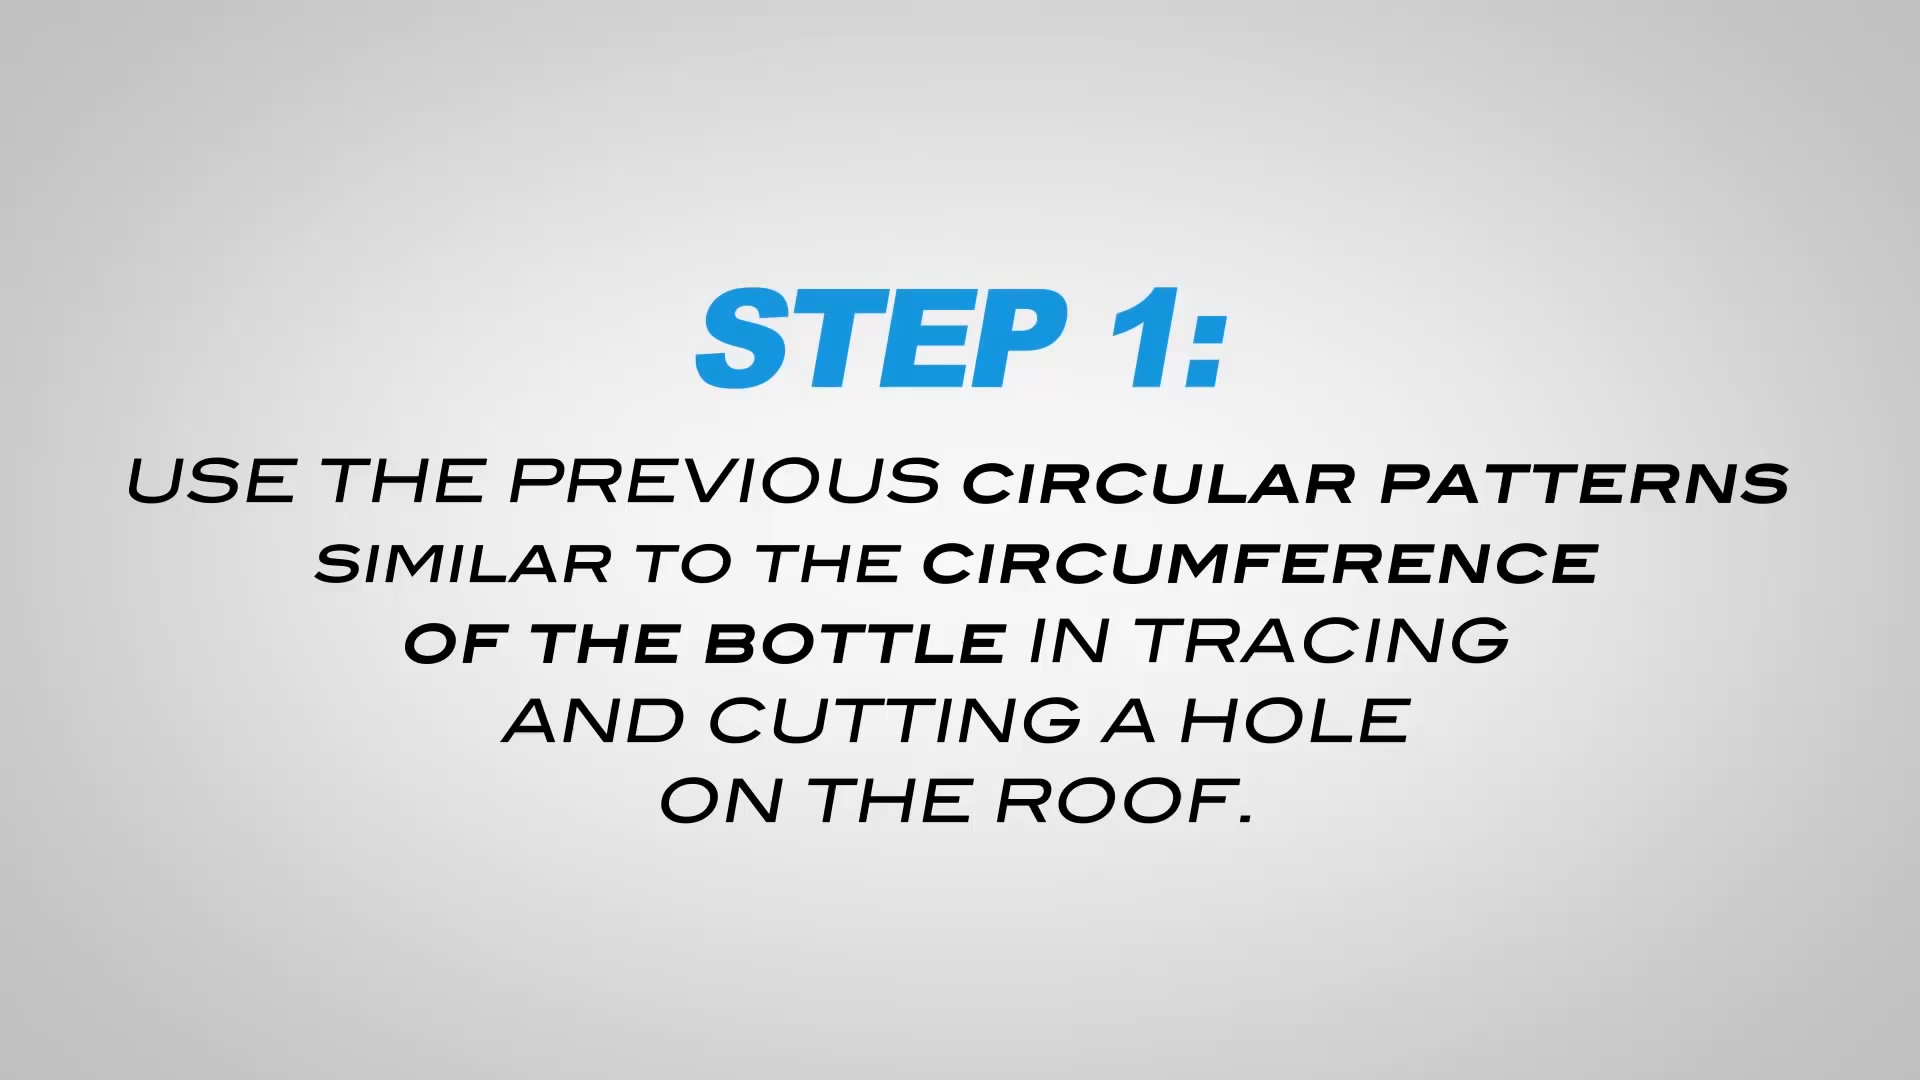 STEP 1:
USE THE PREVIOUS CIRCULAR PATTERNS
SIMILAR TO THE CIRCUMFERENCE
OF THE BOTTLE IN TRACING
AND CUTTING A HOLE
ON THE ROOF.